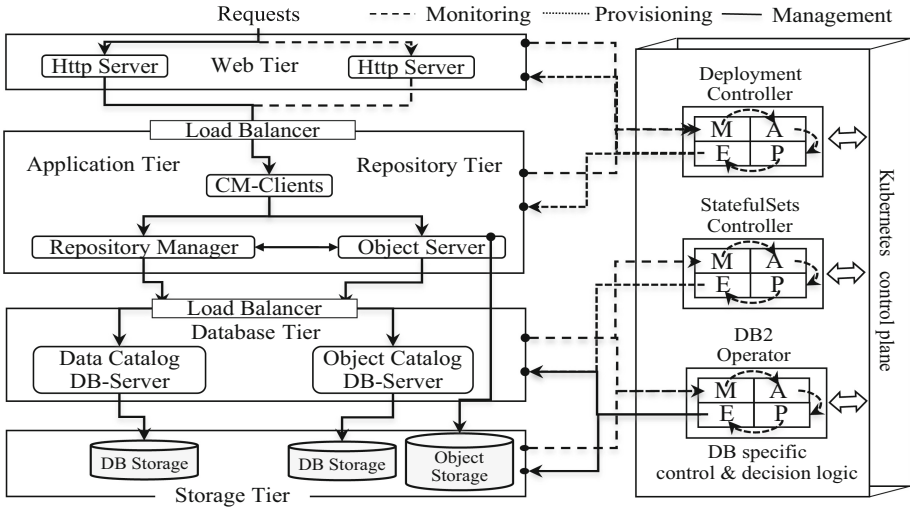 Requests
Monitoring
Provisioning
Management
Http Server
Web Tier
Http Server
Load Balancer
Application Tier
Repository Tier
CM-Clients
Repository Manager
Object Server
Load Balancer
Database Tier
Data Catalog
DB-Server
Object Catalog
DB-Server
DB Storage
DB Storage
Object
Storage
Storage Tier
Deployment
Controller
M A
E P
StatefulSets
Controller
M A
E P
DB2
Operator
M A
E P
DB specific
control & decision logic
Kubernetes control plane